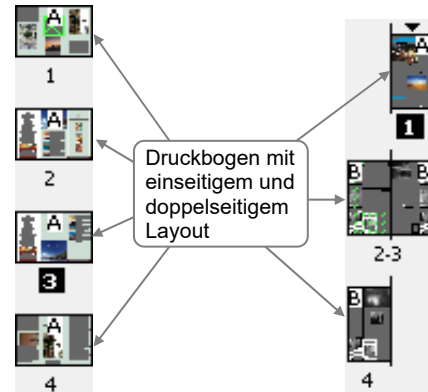 A
1
A
2
A
3
A
4
Druckbogen mit
einseitigem und
doppelseitigem
Layout
A
1
B B
2-3
B
4